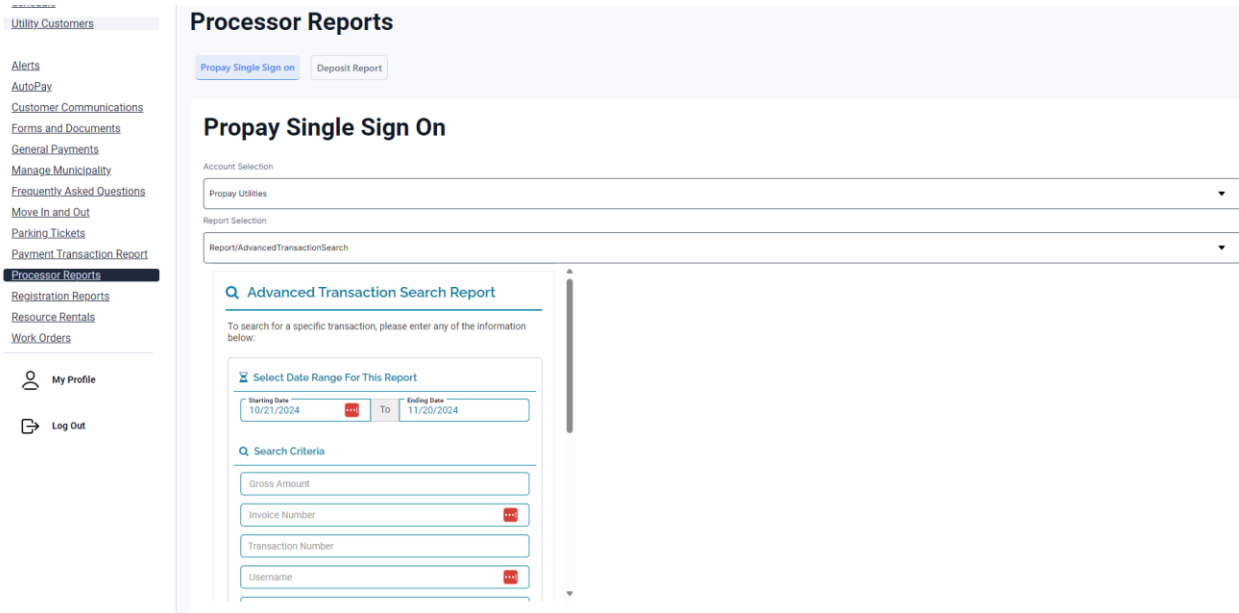 Utility Customers
Alerts
AutoPay
Customer Communications
Forms and Documents
General Payments
Manage Municipality
Frequently Asked Questions
Move In and Out
Parking Tickets
Payment Transaction Report
Processor Reports
Registration Reports
Resource Rentals
Work Orders
My Profile
Log Out
Processor Reports
Propay Single Sign on
Deposit Report
Propay Single Sign On
Account Selection
Propay Utilities
Report Selection
Report/AdvancedTransactionSearch
Advanced Transaction Search Report
To search for a specific transaction, please enter any of the information
below:
Select Date Range For This Report
Starting Date
10/21/2024
To
Ending Date
11/20/2024
Search Criteria
Gross Amount
Invoice Number
Transaction Number
Username